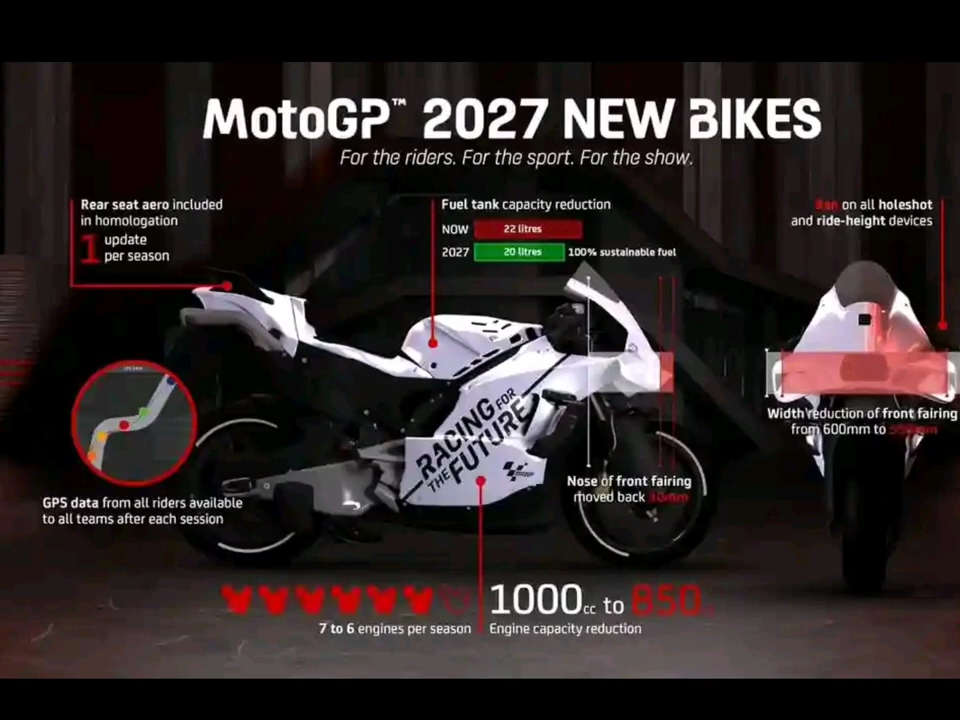 MotoGP™ 2027 NEW BIKES
For the riders. For the sport. For the show.
Rear seat aero included
in homologation
1 update
per season
Fuel tank capacity reduction
NOW 22 litres
2027 20 litres 100% sustainable fuel
Ban on all holeshot
and ride-height devices
RACING FOR
THE FUTURE
Width reduction of front fairing
from 600mm to 550mm
Nose of front fairing
moved back 50mm
GPS data from all riders available
to all teams after each session
1000cc to 850
7 to 6 engines per season
Engine capacity reduction